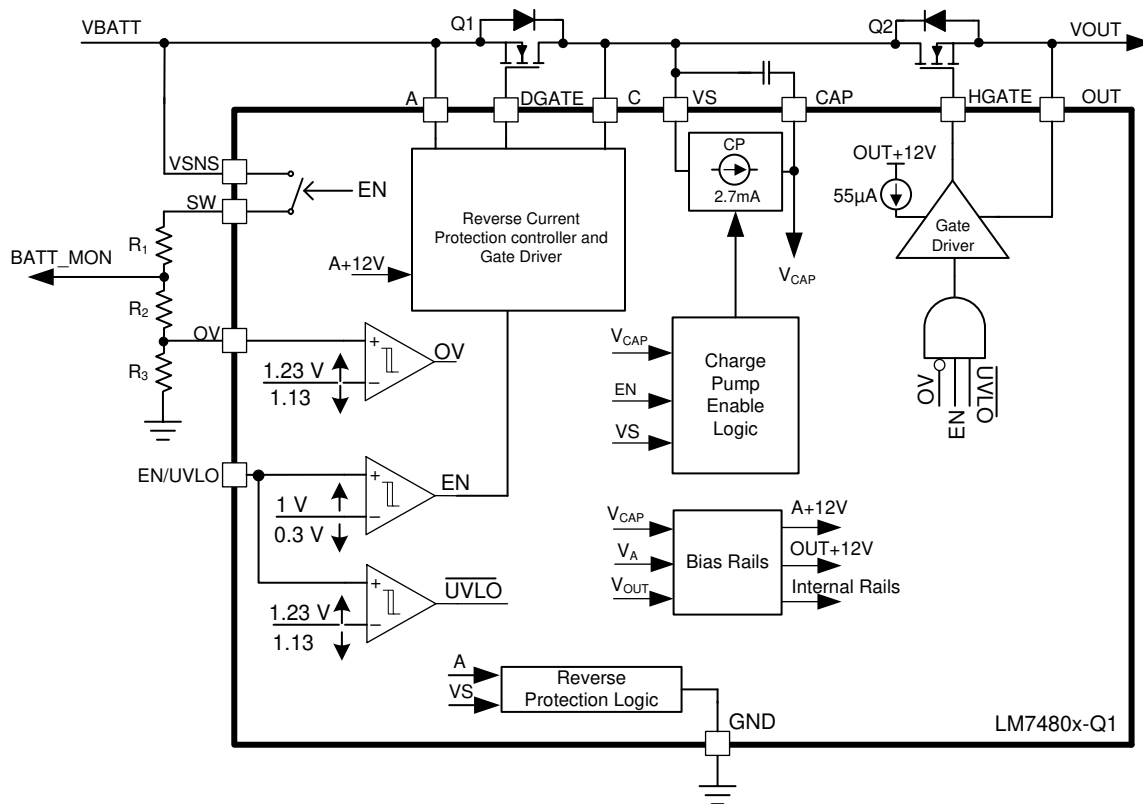 VBATT
Q1
Q2
VOUT
A
DGATE
C
VS
CAP
HGATE
OUT
VSNS
SW
EN
R1
BATT_MON
R2
OV
R3
Reverse Current
Protection controller and
Gate Driver
A+12V
CP
2.7mA
VCAP
OUT+12V
55µA
Gate
Driver
OV
EN
UVLO
1.23 V
1.13
+
−
OV
VCAP
EN
VS
Charge
Pump
Enable
Logic
EN/UVLO
1 V
0.3 V
+
−
EN
1.23 V
1.13
+
−
UVLO
VCAP
VA
VOUT
Bias Rails
A+12V
OUT+12V
Internal Rails
A
VS
Reverse
Protection Logic
GND
LM7480x-Q1